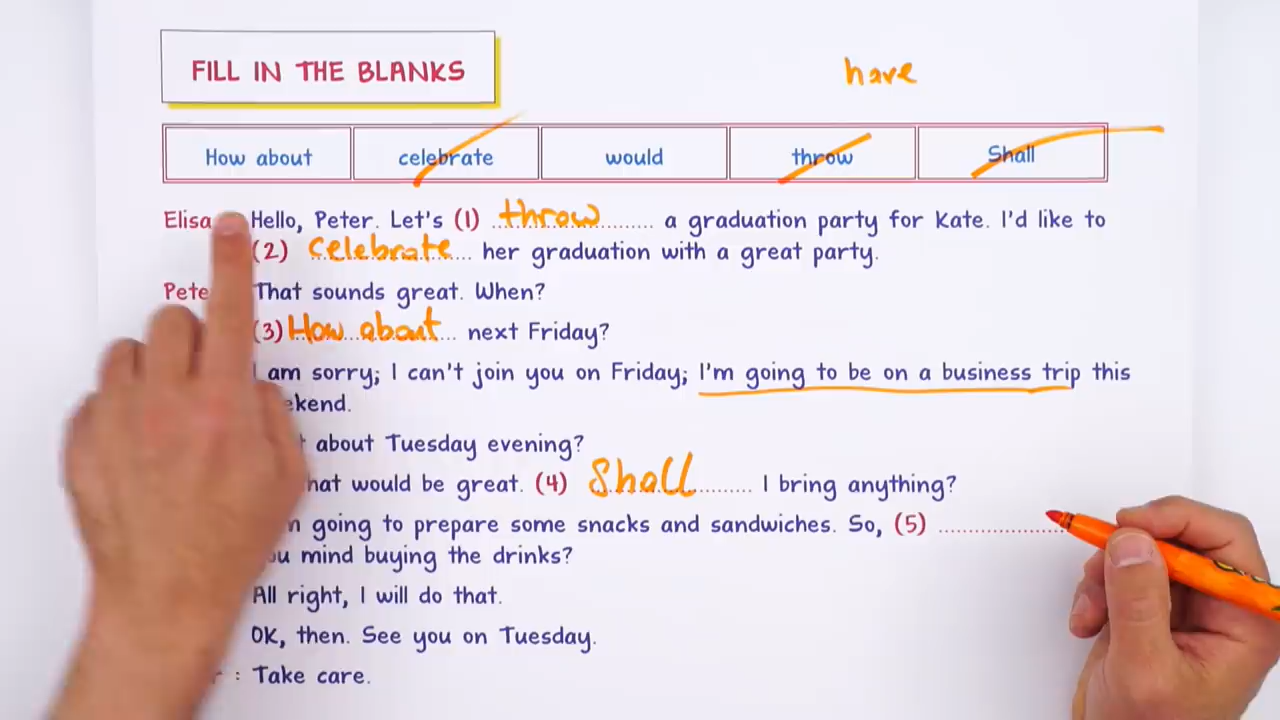 FILL IN THE BLANKS
have
How about celebrate would throw Shall
Elisa Hello, Peter. Let's (1) throw a graduation party for Kate. I'd like to
(2) celebrate her graduation with a great party.
That sounds great. When?
(3) How about next Friday?
I am sorry; I can't join you on Friday; I'm going to be on a business trip this
about Tuesday evening?
would be great. (4) Shall I bring anything?
going to prepare some snacks and sandwiches. So, (5)
mind buying the drinks?
All right, I will do that.
OK, then. See you on Tuesday.
: Take care.